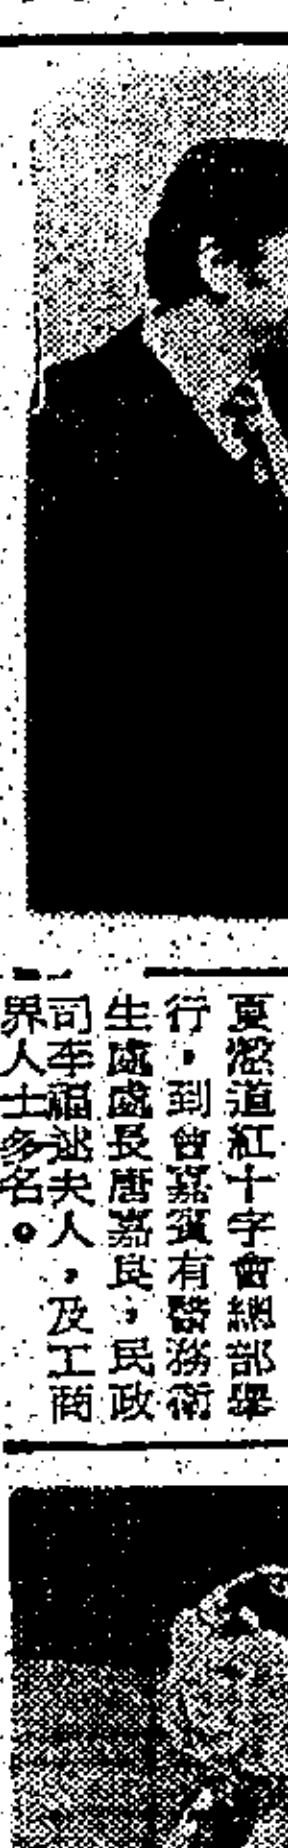 夏慤道紅十字會總部舉
行，到會嘉賓有醫務衞
生處處長唐嘉良，民政
司李福逑夫人，及工商
界人士多名。